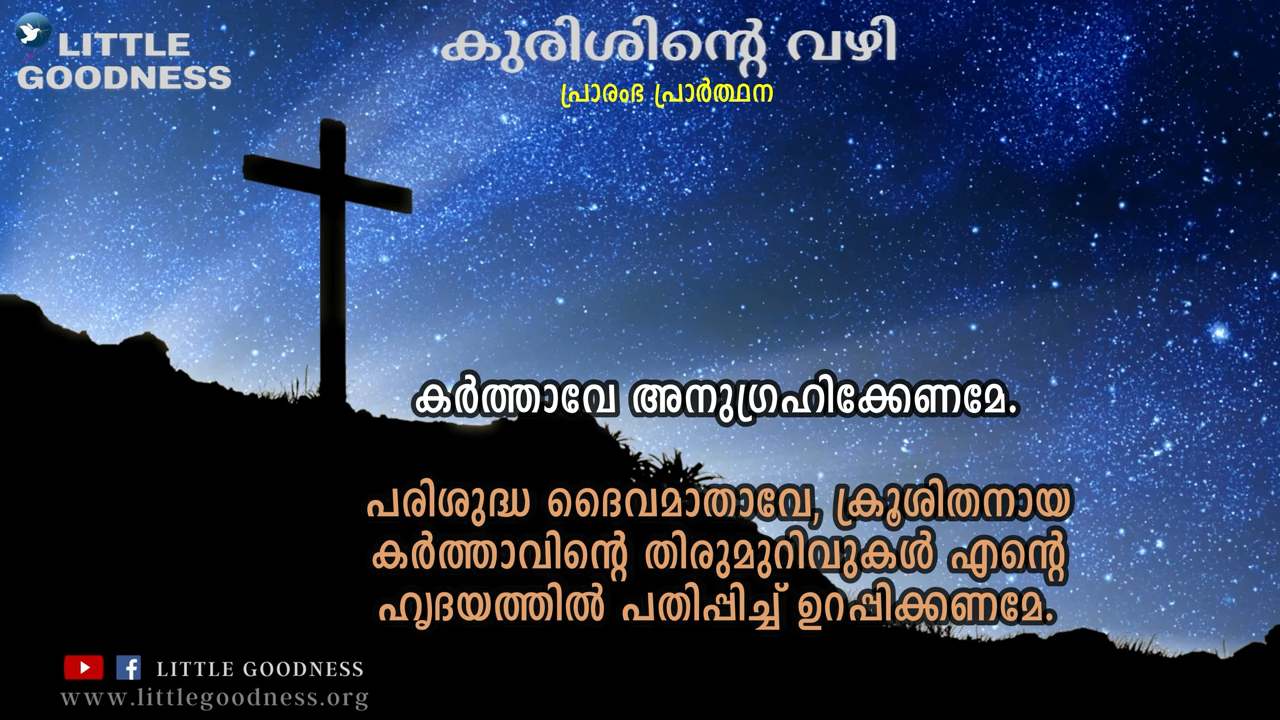 LITTLE
GOODNESS
കുരിശിന്റെ വഴി
പ്രാരംഭ പ്രാർത്ഥന
കർത്താവേ അനുഗ്രഹിക്കേണമേ.
പരിശുദ്ധ ദൈവമാതാവേ, ക്രൂശിതനായ
കർത്താവിന്റെ തിരുമുറിവുകൾ എന്റെ
ഹൃദയത്തിൽ പതിപ്പിച്ച് ഉറപ്പിക്കണമേ.
LITTLE GOODNESS
www.littlegoodness.org